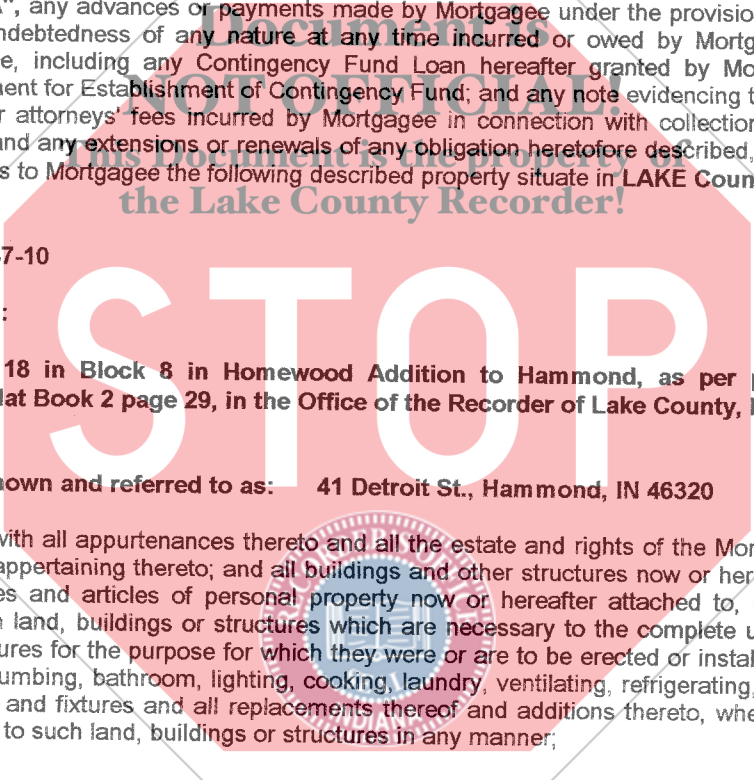 A", any advances or payments made by Mortgagee under the provision
Document is
ndebtedness of any nature at any time incurred or owed by Mortg
e, including any Contingency Fund Loan hereafter granted by Mo
NOT OFFICIAL!
ment for Establishment of Contingency Fund; and any note evidencing t
r attorneys' fees incurred by Mortgagee in connection with collection
and any extensions or renewals of any obligation heretofore described,
This Document is the property of
s to Mortgagee the following described property situate in LAKE Coun
the Lake County Recorder!
7-10
:
STOP
18 in Block 8 in Homewood Addition to Hammond, as per p
lat Book 2 page 29, in the Office of the Recorder of Lake County, I
nown and referred to as: 41 Detroit St., Hammond, IN 46320
with all appurtenances thereto and all the estate and rights of the Mor
appertaining thereto; and all buildings and other structures now or her
es and articles of personal property now or hereafter attached to,
n land, buildings or structures which are necessary to the complete u
ures for the purpose for which they were or are to be erected or instal
umbing, bathroom, lighting, cooking, laundry, ventilating, refrigerating,
and fixtures and all replacements thereof and additions thereto, whe
to such land, buildings or structures in any manner;
INDIANA